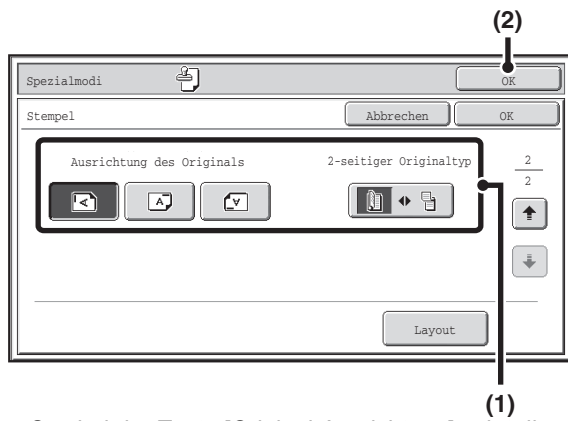 (2)
Spezialmodi OK
Stempel Abbrechen OK
Ausrichtung des Originals 2-seitiger Originaltyp 2
2
Layout
(1)